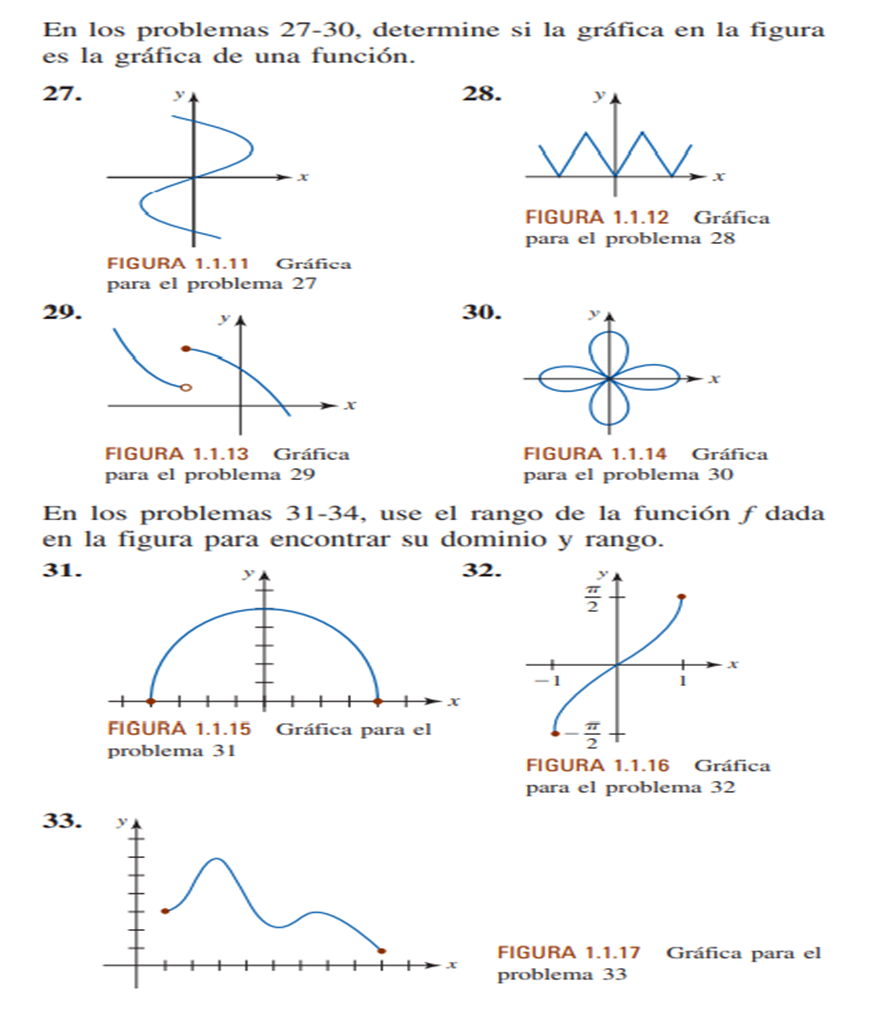 En los problemas 27-30, determine si la gráfica en la figura
es la gráfica de una función.
27.
y
x
FIGURA 1.1.11 Gráfica
para el problema 27
28.
y
x
FIGURA 1.1.12 Gráfica
para el problema 28
29.
y
x
FIGURA 1.1.13 Gráfica
para el problema 29
30.
y
x
FIGURA 1.1.14 Gráfica
para el problema 30
En los problemas 31-34, use el rango de la función f dada
en la figura para encontrar su dominio y rango.
31.
y
x
FIGURA 1.1.15 Gráfica para el
problema 31
32.
y
π
2
x
−1
1
−π
2
FIGURA 1.1.16 Gráfica
para el problema 32
33.
y
x
FIGURA 1.1.17 Gráfica para el
problema 33